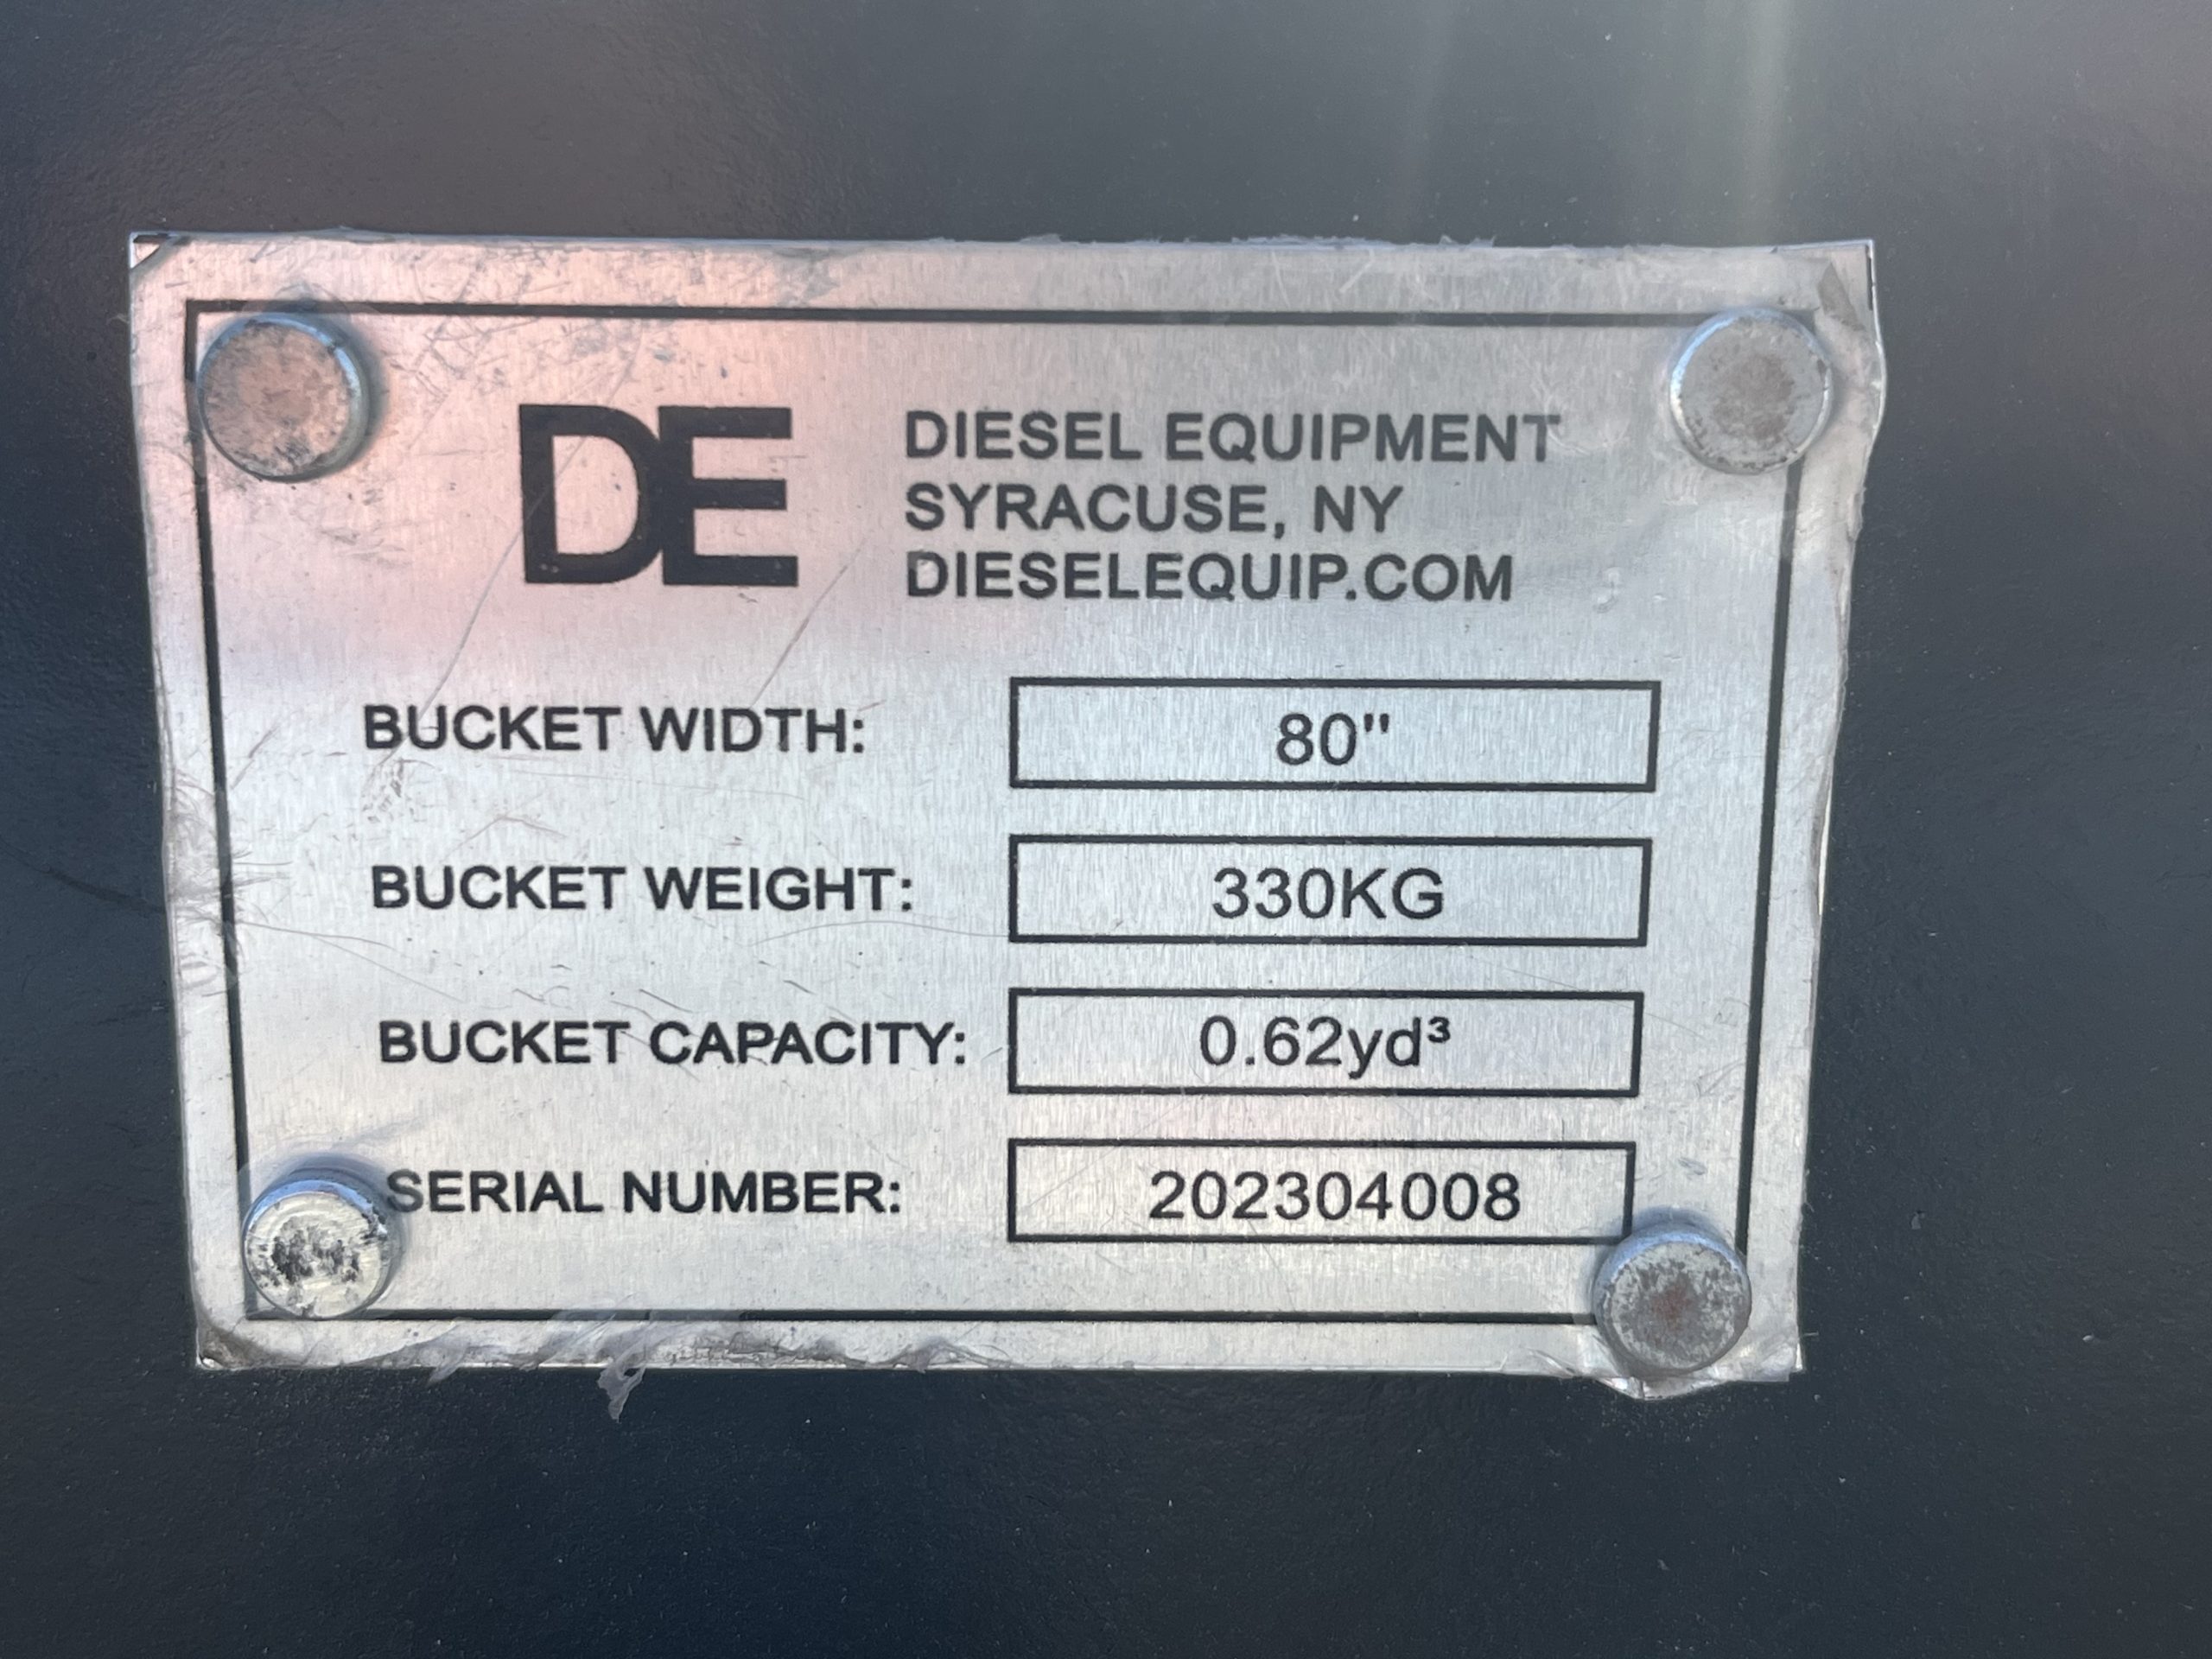 DE
DIESEL EQUIPMENT
SYRACUSE, NY
DIESELEQUIP.COM
BUCKET WIDTH: 80"
BUCKET WEIGHT: 330KG
BUCKET CAPACITY: 0.62yd³
SERIAL NUMBER: 202304008